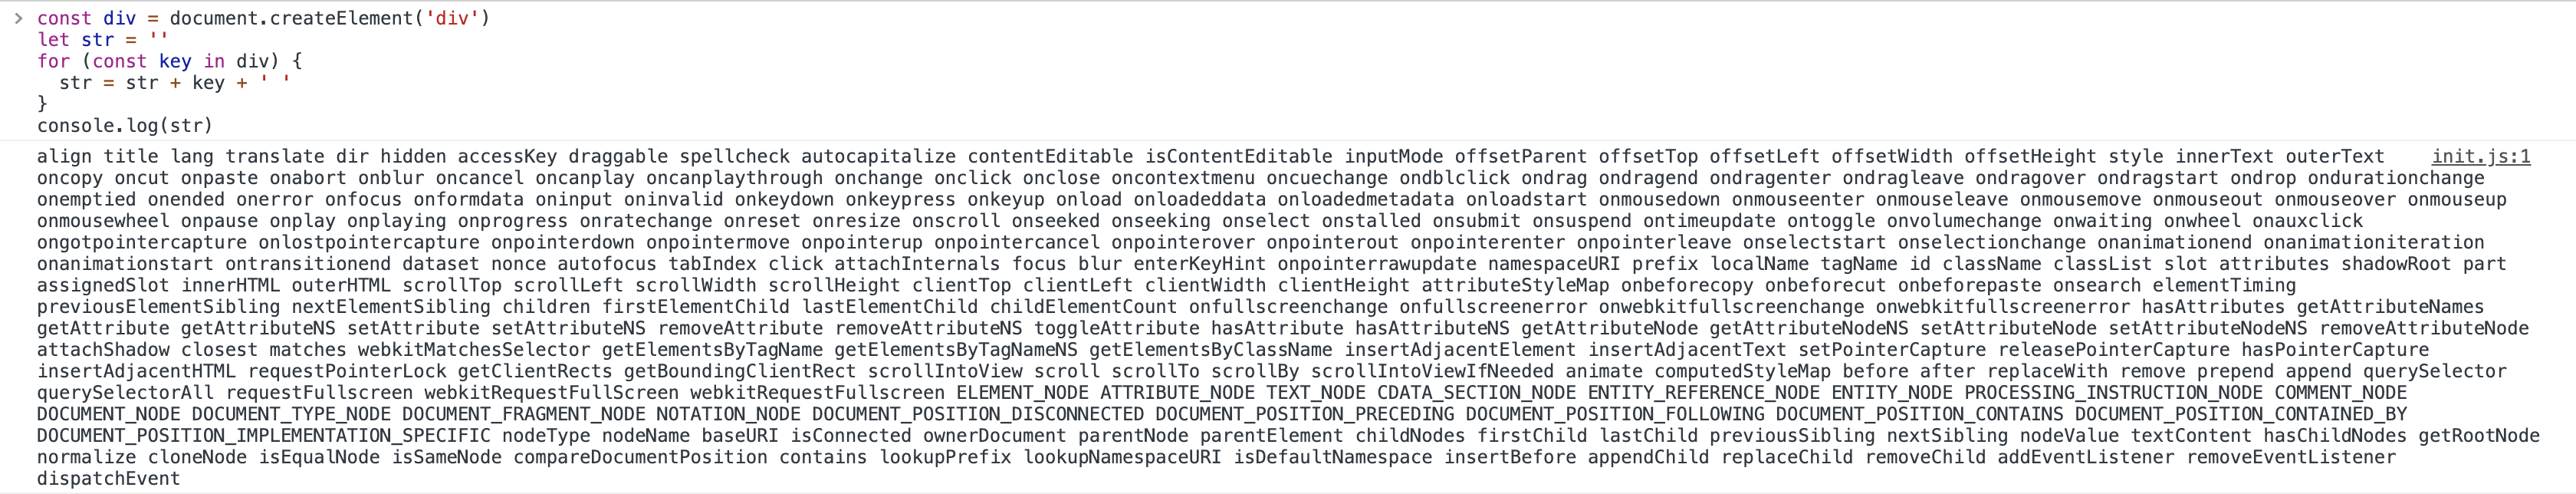 > const div = document.createElement('div')
let str = ''
for (const key in div) {
  str = str + key + ' '
}
console.log(str)
align title lang translate dir hidden accessKey draggable spellcheck autocapitalize contentEditable isContentEditable inputMode offsetParent offsetTop offsetLeft offsetWidth offsetHeight style innerText outerText init.js:1
oncopy oncut onpaste onabort onblur oncancel oncanplay oncanplaythrough onchange onclick onclose oncontextmenu oncuechange ondblclick ondrag ondragend ondragenter ondragleave ondragover ondragstart ondrop ondurationchange
onemptied onended onerror onfocus onformdata oninput oninvalid onkeydown onkeypress onkeyup onload onloadeddata onloadedmetadata onloadstart onmousedown onmouseenter onmouseleave onmousemove onmouseout onmouseover onmouseup
onmousewheel onpause onplay onplaying onprogress onratechange onreset onresize onscroll onseeked onseeking onselect onstalled onsubmit onsuspend ontimeupdate ontoggle onvolumechange onwaiting onwheel onauxclick
ongotpointercapture onlostpointercapture onpointerdown onpointermove onpointerup onpointercancel onpointerover onpointerout onpointerenter onpointerleave onselectstart onselectionchange onanimationend onanimationiteration
onanimationstart ontransitionend dataset nonce autofocus tabIndex click attachInternals focus blur enterKeyHint onpointerrawupdate namespaceURI prefix localName tagName id className classList slot attributes shadowRoot part
assignedSlot innerHTML outerHTML scrollTop scrollLeft scrollWidth scrollHeight clientTop clientLeft clientWidth clientHeight attributeStyleMap onbeforecopy onbeforecut onbeforepaste onsearch elementTiming
previousElementSibling nextElementSibling children firstElementChild lastElementChild childElementCount onfullscreenchange onfullscreenerror onwebkitfullscreenchange onwebkitfullscreenerror hasAttributes getAttributeNames
getAttribute getAttributeNS setAttribute setAttributeNS removeAttribute removeAttributeNS toggleAttribute hasAttribute hasAttributeNS getAttributeNode getAttributeNodeNS setAttributeNode setAttributeNodeNS removeAttributeNode
attachShadow closest matches webkitMatchesSelector getElementsByTagName getElementsByTagNameNS getElementsByClassName insertAdjacentElement insertAdjacentText setPointerCapture releasePointerCapture hasPointerCapture
insertAdjacentHTML requestPointerLock getClientRects getBoundingClientRect scrollIntoView scroll scrollTo scrollBy scrollIntoViewIfNeeded animate computedStyleMap before after replaceWith remove prepend append querySelector
querySelectorAll requestFullscreen webkitRequestFullScreen webkitRequestFullscreen ELEMENT_NODE ATTRIBUTE_NODE TEXT_NODE CDATA_SECTION_NODE ENTITY_REFERENCE_NODE ENTITY_NODE PROCESSING_INSTRUCTION_NODE COMMENT_NODE
DOCUMENT_NODE DOCUMENT_TYPE_NODE DOCUMENT_FRAGMENT_NODE NOTATION_NODE DOCUMENT_POSITION_DISCONNECTED DOCUMENT_POSITION_PRECEDING DOCUMENT_POSITION_FOLLOWING DOCUMENT_POSITION_CONTAINS DOCUMENT_POSITION_CONTAINED_BY
DOCUMENT_POSITION_IMPLEMENTATION_SPECIFIC nodeType nodeName baseURI isConnected ownerDocument parentNode parentElement childNodes firstChild lastChild previousSibling nextSibling nodeValue textContent hasChildNodes getRootNode
normalize cloneNode isEqualNode isSameNode compareDocumentPosition contains lookupPrefix lookupNamespaceURI isDefaultNamespace insertBefore appendChild replaceChild removeChild addEventListener removeEventListener
dispatchEvent